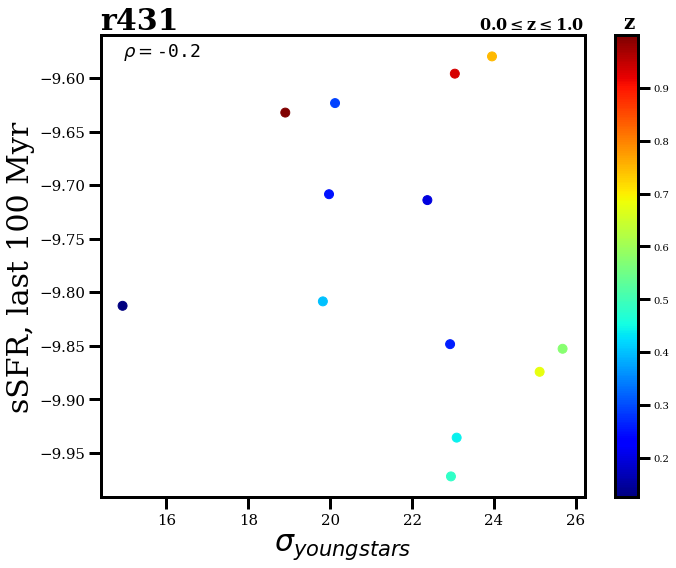 r431
0.0 ≤ z ≤ 1.0
z
ρ = -0.2
−9.60
−9.65
−9.70
−9.75
−9.80
−9.85
−9.90
−9.95
sSFR, last 100 Myr
16 18 20 22 24 26
σyoungstars
0.9
0.8
0.7
0.6
0.5
0.4
0.3
0.2